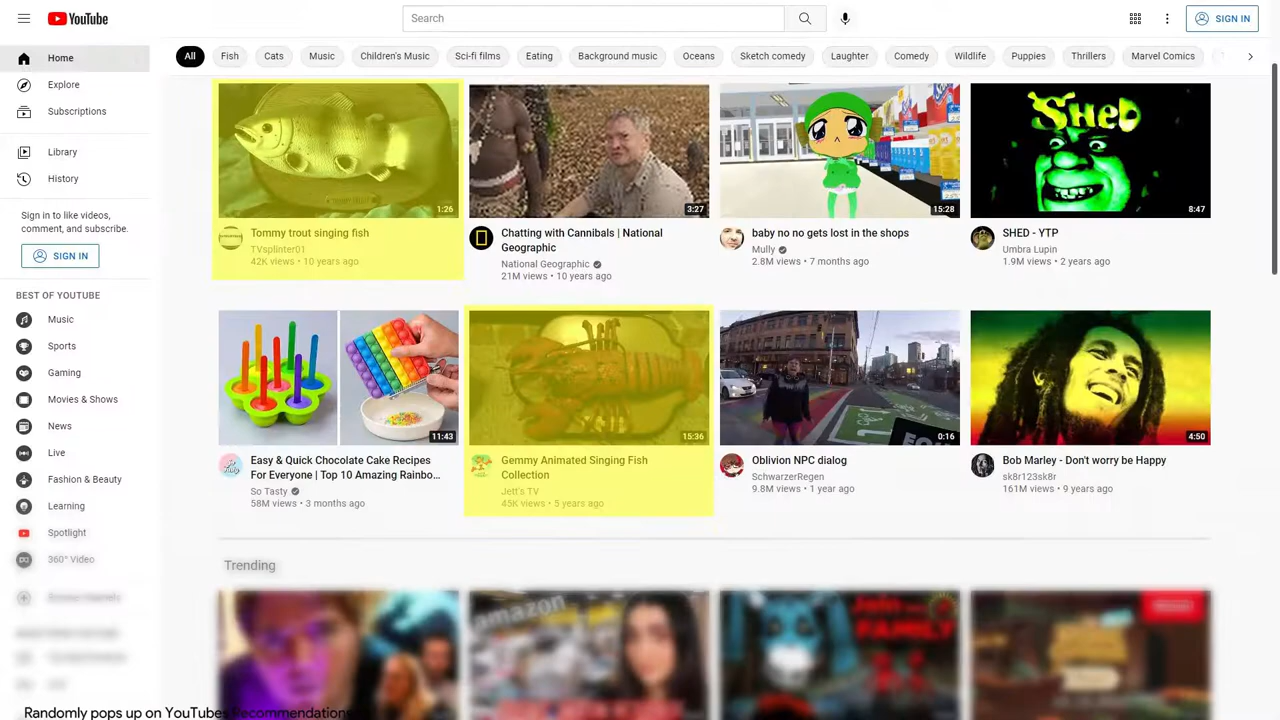 YouTube
Search
SIGN IN
Home
Explore
Subscriptions
Library
History
Sign in to like videos,
comment, and subscribe.
SIGN IN
BEST OF YOUTUBE
Music
Sports
Gaming
Movies & Shows
News
Live
Fashion & Beauty
Learning
Spotlight
360° Video
Browse channels
All
Fish
Cats
Music
Children's Music
Sci-fi films
Eating
Background music
Oceans
Sketch comedy
Laughter
Comedy
Wildlife
Puppies
Thrillers
Marvel Comics
1:26
Tommy trout singing fish
TVsplinter01
42K views • 10 years ago
3:27
Chatting with Cannibals | National
Geographic
National Geographic
21M views • 10 years ago
15:28
baby no no gets lost in the shops
Mully
2.8M views • 7 months ago
SHED
8:47
SHED - YTP
Umbra Lupin
1.9M views • 2 years ago
11:43
Easy & Quick Chocolate Cake Recipes
For Everyone | Top 10 Amazing Rainbo...
So Tasty
58M views • 3 months ago
15:36
Gemmy Animated Singing Fish
Collection
Jett's TV
45K views • 5 years ago
0:16
Oblivion NPC dialog
SchwarzerRegen
9.8M views • 1 year ago
4:50
Bob Marley - Don't worry be Happy
sk8r123sk8r
161M views • 9 years ago
Trending
amazon
Join
FAMILY
Randomly pops up on YouTubes Recommendations